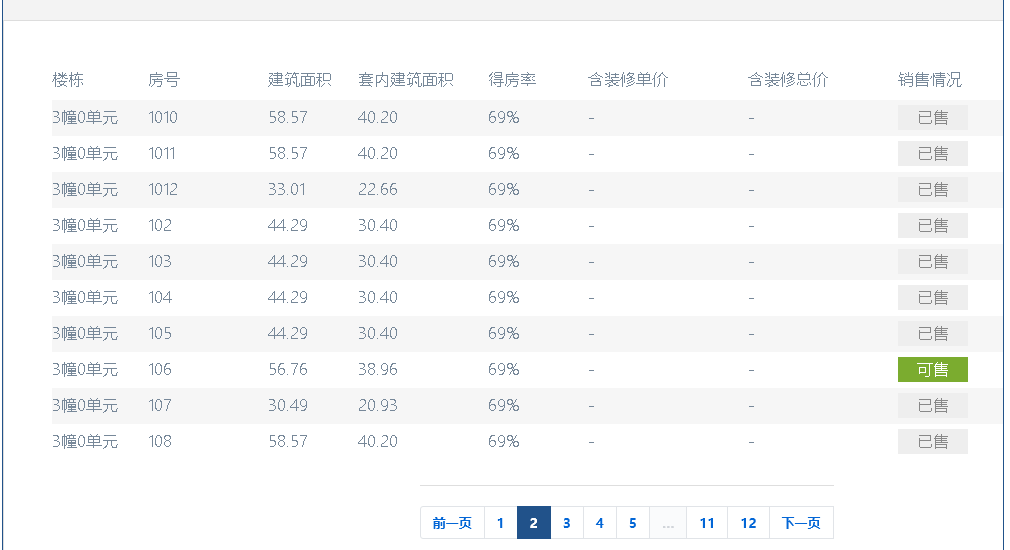 楼栋 房号 建筑面积 套内建筑面积 得房率 含装修单价 含装修总价 销售情况
3幢0单元 1010 58.57 40.20 69% - - 已售
3幢0单元 1011 58.57 40.20 69% - - 已售
3幢0单元 1012 33.01 22.66 69% - - 已售
3幢0单元 102 44.29 30.40 69% - - 已售
3幢0单元 103 44.29 30.40 69% - - 已售
3幢0单元 104 44.29 30.40 69% - - 已售
3幢0单元 105 44.29 30.40 69% - - 已售
3幢0单元 106 56.76 38.96 69% - - 可售
3幢0单元 107 30.49 20.93 69% - - 已售
3幢0单元 108 58.57 40.20 69% - - 已售
前一页 1 2 3 4 5 ... 11 12 下一页